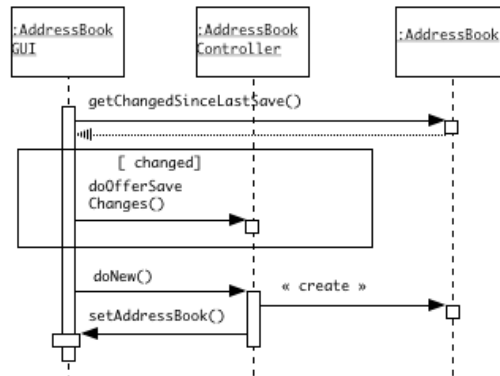 :AddressBook
GUI
:AddressBook
Controller
:AddressBook
getChangedSinceLastSave()
[ changed]
doOfferSave
Changes()
doNew()
« create »
setAddressBook()